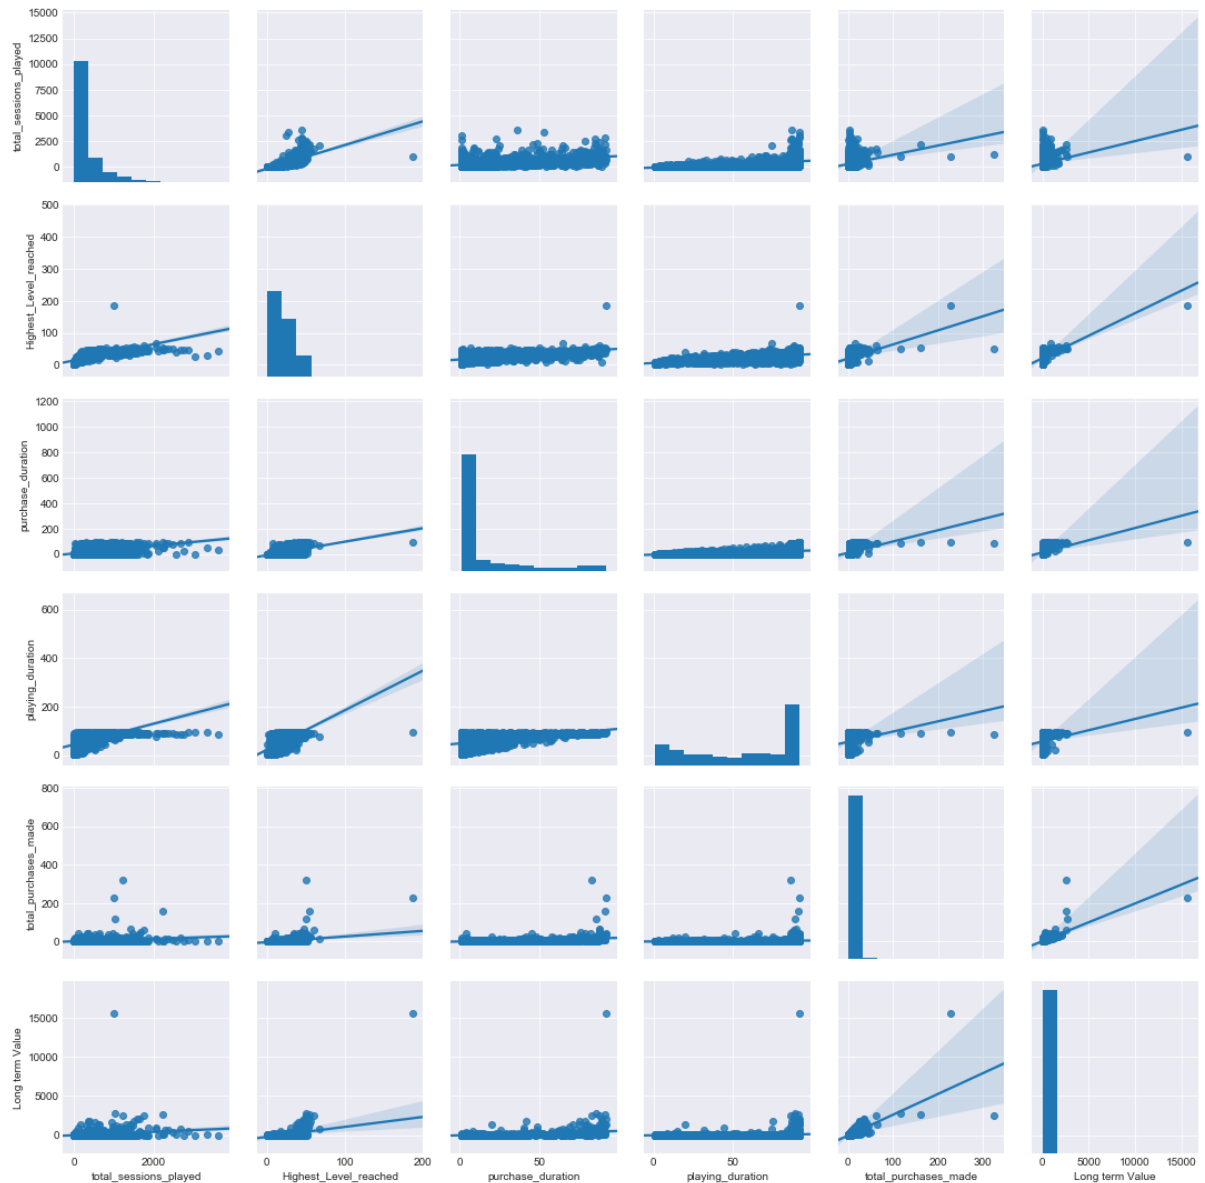 15000
12500
10000
7500
5000
2500
0
total_sessions_played
500
400
300
200
100
0
Highest_Level_reached
1200
1000
800
600
400
200
0
purchase_duration
600
400
200
0
playing_duration
800
600
400
200
0
total_purchases_made
15000
10000
5000
0
Long term Value
0 2000
total_sessions_played
0 100 200
Highest_Level_reached
0 50
purchase_duration
0 50
playing_duration
0 100 200 300
total_purchases_made
0 5000 10000 15000
Long term Value